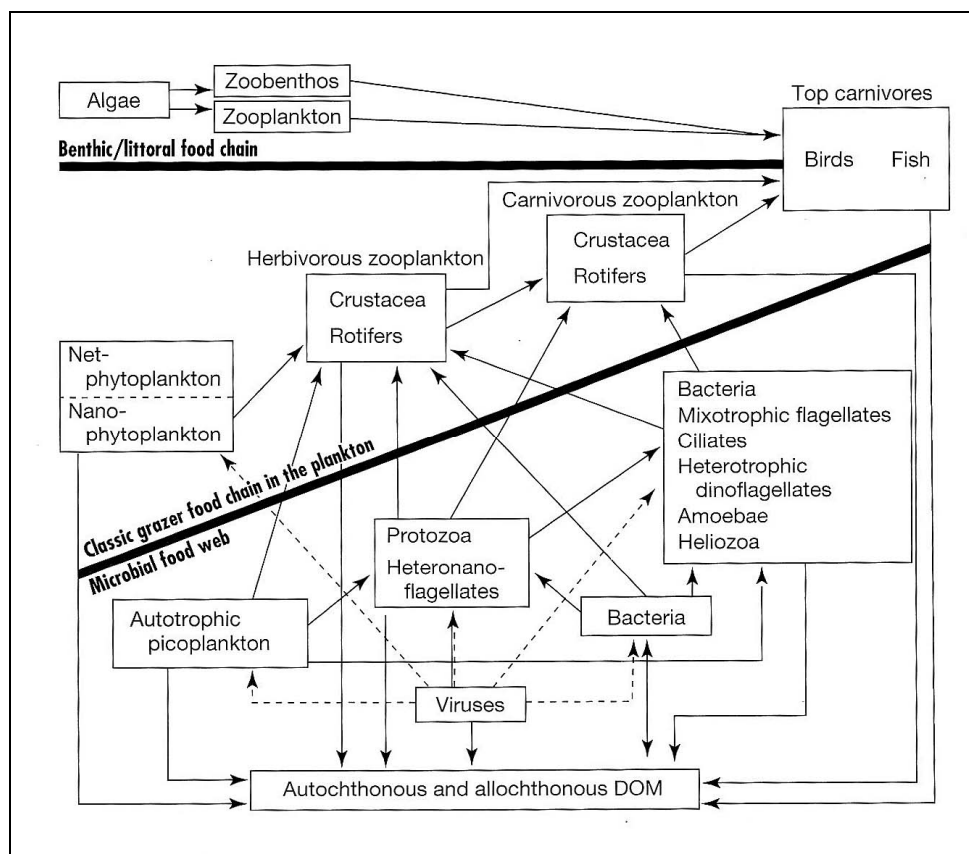 Algae
Zoobenthos
Zooplankton
Top carnivores
Birds Fish
Benthic/littoral food chain
Carnivorous zooplankton
Crustacea
Rotifers
Herbivorous zooplankton
Crustacea
Rotifers
Net-
phytoplankton
Nano-
phytoplankton
Bacteria
Mixotrophic flagellates
Ciliates
Heterotrophic
dinoflagellates
Amoebae
Heliozoa
Classic grazer food chain in the plankton
Microbial food web
Protozoa
Heteronano-
flagellates
Autotrophic
picoplankton
Bacteria
Viruses
Autochthonous and allochthonous DOM